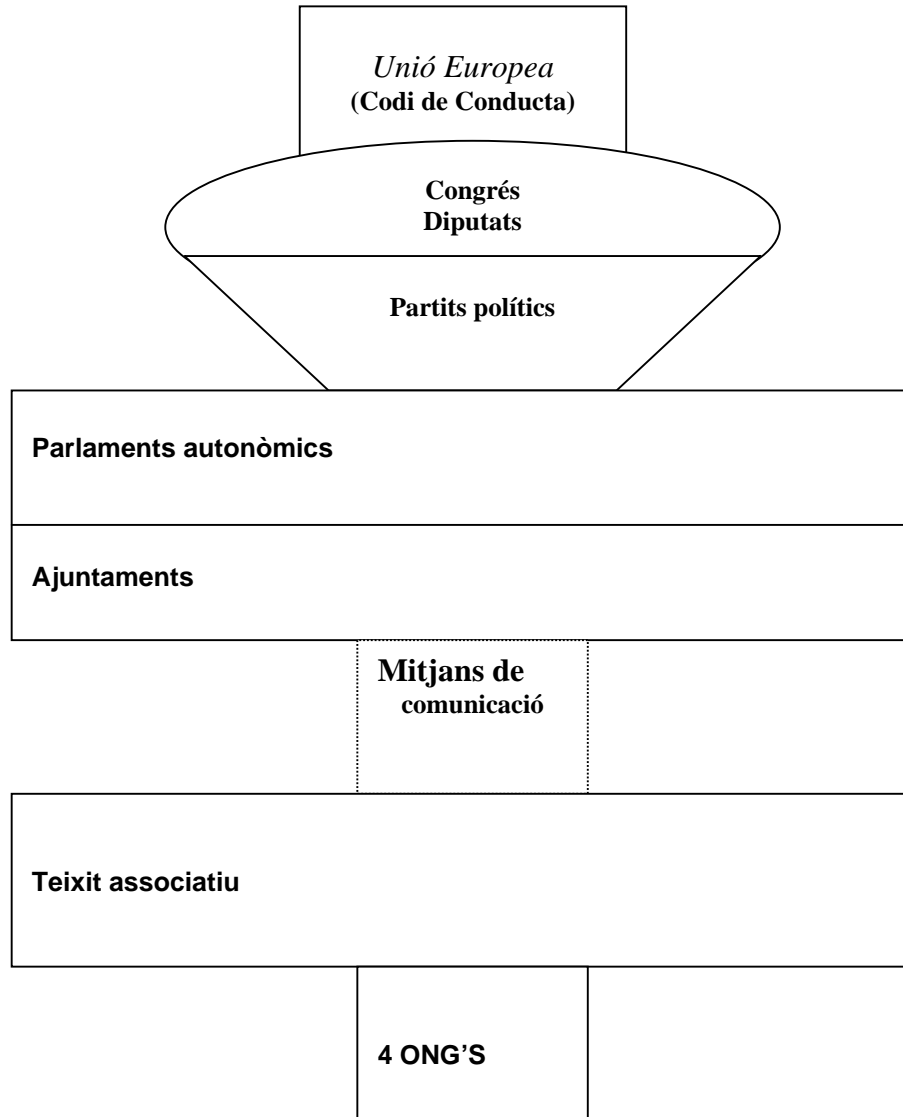 Unió Europea
(Codi de Conducta)
Congrés
Diputats
Partits polítics
Parlaments autonòmics
Ajuntaments
Mitjans de
comunicació
Teixit associatiu
4 ONG’S